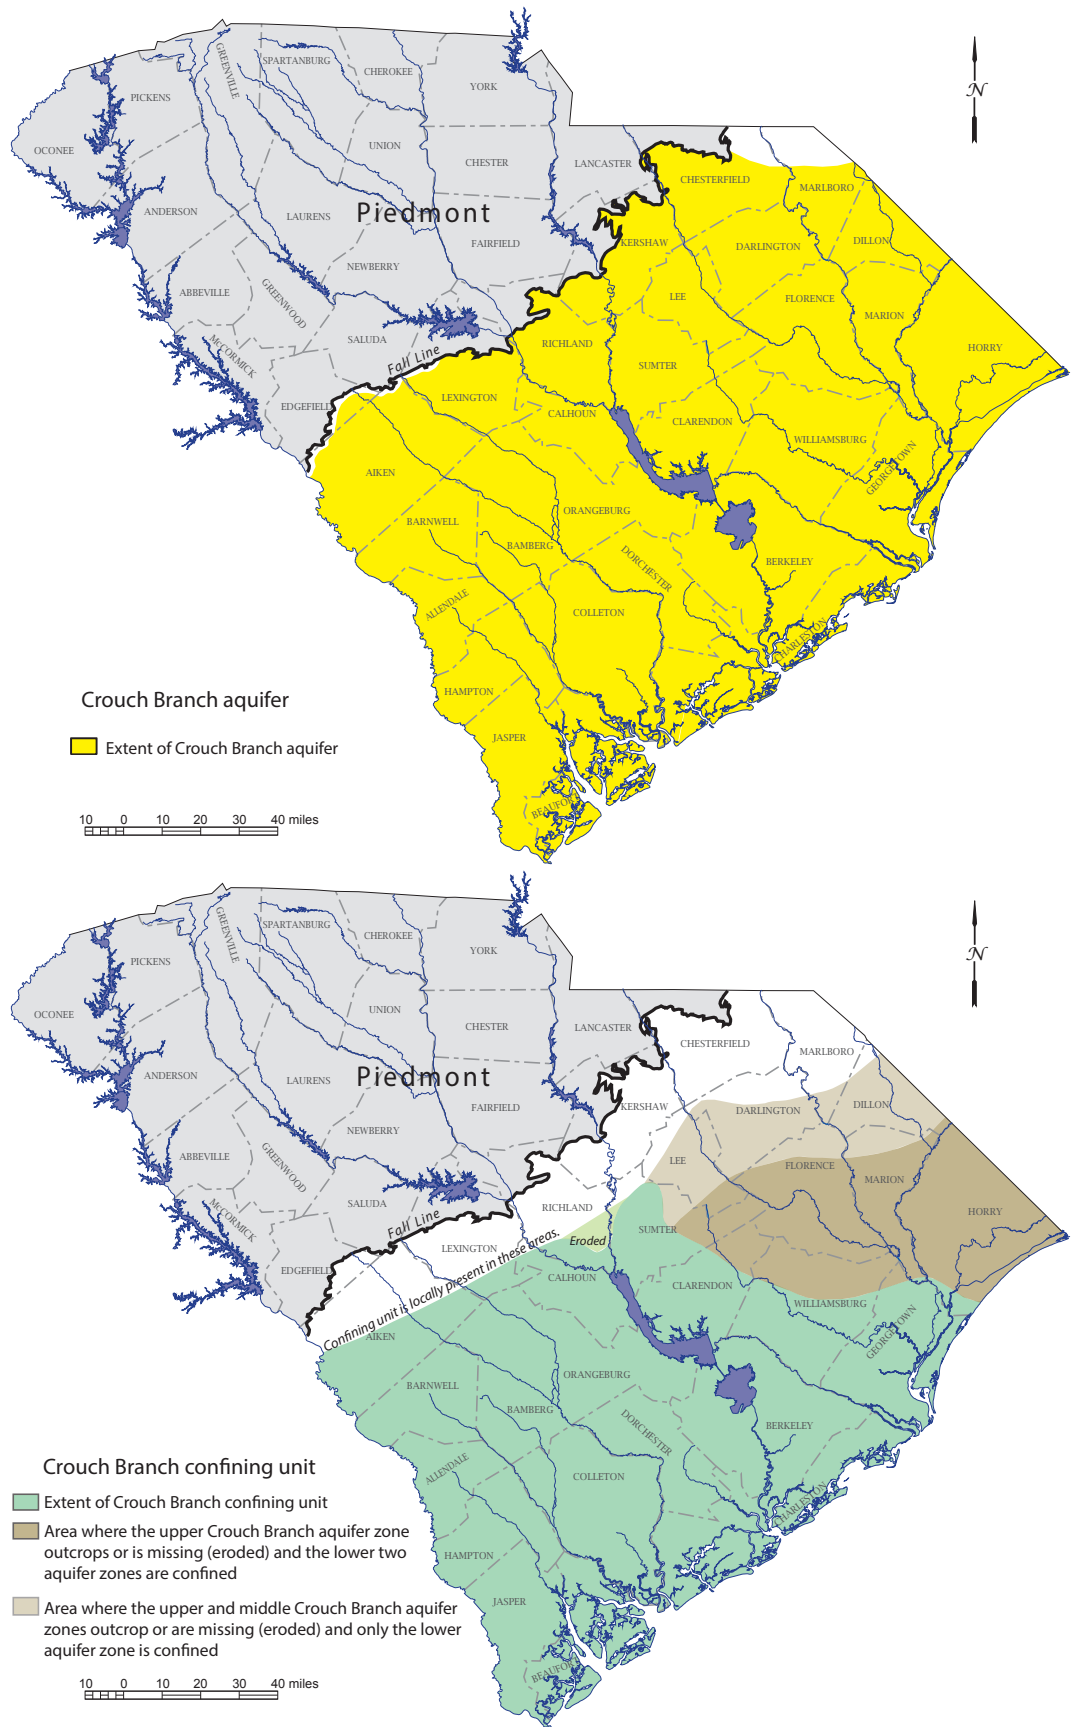 SPARTANBURG
GREENVILLE
CHEROKEE
YORK
N
PICKENS
OCONEE
UNION
CHESTER
LANCASTER
CHESTERFIELD
MARLBORO
ANDERSON
LAURENS
Piedmont
FAIRFIELD
KERSHAW
DARLINGTON
DILLON
NEWBERRY
ABBEVILLE
GREENWOOD
LEE
FLORENCE
MARION
SALUDA
RICHLAND
HORRY
McCORMICK
Fall Line
SUMTER
EDGEFIELD
LEXINGTON
CALHOUN
CLARENDON
WILLIAMSBURG
AIKEN
GEORGETOWN
ORANGEBURG
BARNWELL
BAMBERG
DORCHESTER
BERKELEY
ALLENDALE
COLLETON
CHARLESTON
HAMPTON
JASPER
BEAUFORT
Crouch Branch aquifer
Extent of Crouch Branch aquifer
10 0 10 20 30 40 miles
SPARTANBURG
GREENVILLE
CHEROKEE
YORK
N
PICKENS
OCONEE
UNION
CHESTER
LANCASTER
CHESTERFIELD
MARLBORO
ANDERSON
LAURENS
Piedmont
FAIRFIELD
KERSHAW
DARLINGTON
DILLON
NEWBERRY
ABBEVILLE
GREENWOOD
LEE
FLORENCE
MARION
SALUDA
RICHLAND
HORRY
McCORMICK
Fall Line
SUMTER
Eroded
EDGEFIELD
LEXINGTON
Confining unit is locally present in these areas.
CALHOUN
CLARENDON
WILLIAMSBURG
AIKEN
GEORGETOWN
ORANGEBURG
BARNWELL
BAMBERG
DORCHESTER
BERKELEY
ALLENDALE
COLLETON
CHARLESTON
HAMPTON
JASPER
BEAUFORT
Crouch Branch confining unit
Extent of Crouch Branch confining unit
Area where the upper Crouch Branch aquifer zone
outcrops or is missing (eroded) and the lower two
aquifer zones are confined
Area where the upper and middle Crouch Branch aquifer
zones outcrop or are missing (eroded) and only the lower
aquifer zone is confined
10 0 10 20 30 40 miles